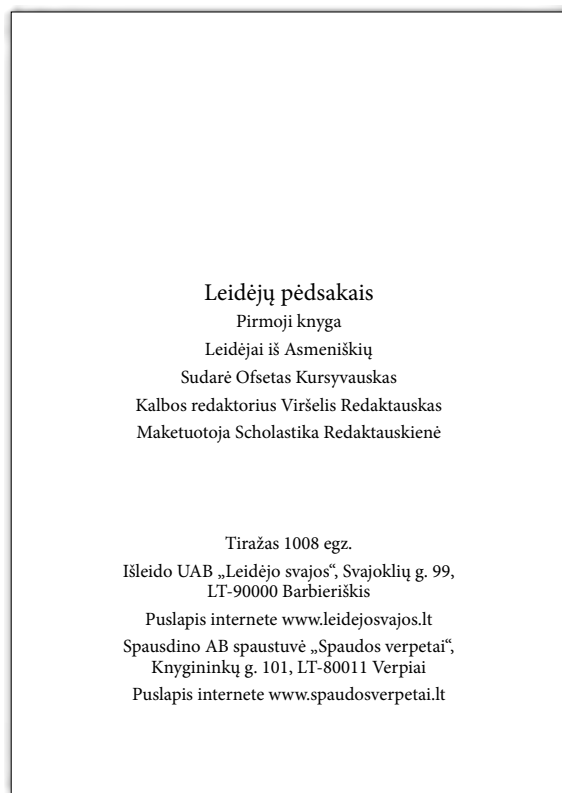 Leidėjų pėdsakais
Pirmoji knyga
Leidėjai iš Asmeniškių
Sudarė Ofsetas Kursyvauskas
Kalbos redaktorius Viršelis Redaktauskas
Maketuotoja Scholastika Redaktauskienė
Tiražas 1008 egz.
Išleido UAB „Leidėjo svajos“, Svajoklių g. 99,
LT-90000 Barbieriškis
Puslapis internete www.leidejosvajos.lt
Spausdino AB spaustuvė „Spaudos verpetai“,
Knygininkų g. 101, LT-80011 Verpiai
Puslapis internete www.spaudosverpetai.lt